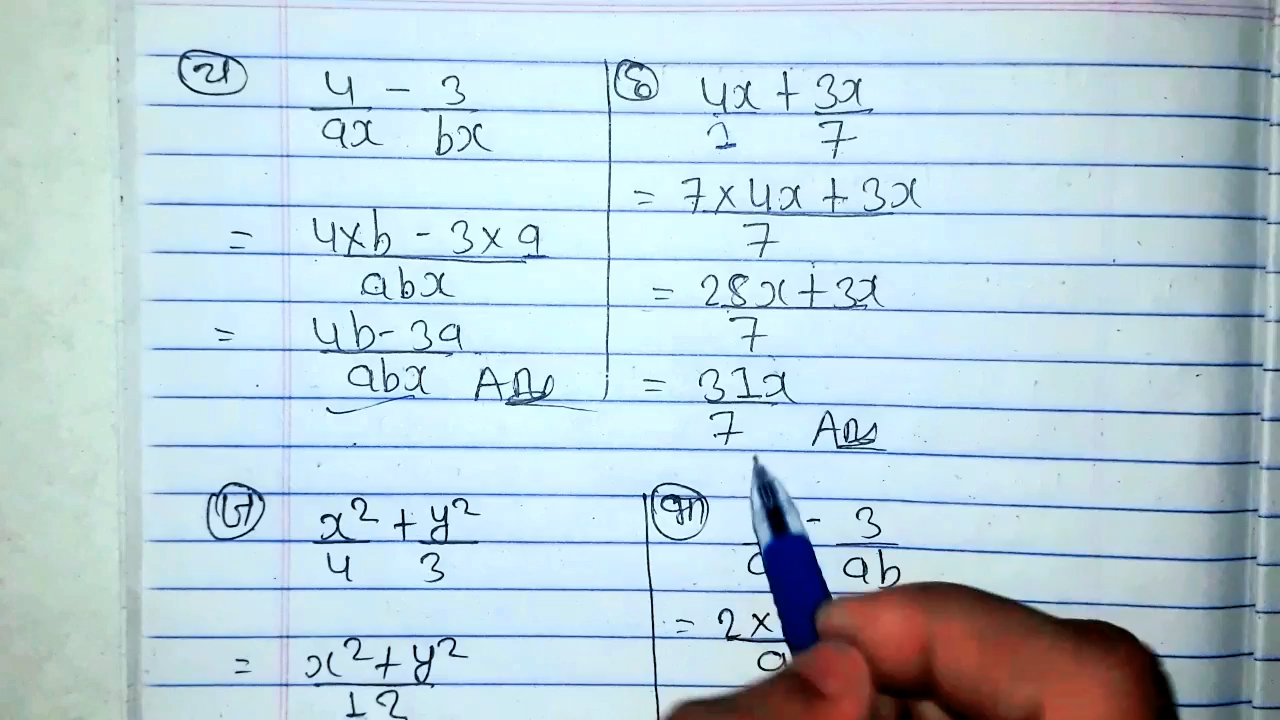 च 4/ax - 3/bx
= 4×b - 3×a/abx
= 4b - 3a/abx Ans
छ 4x/1 + 3x/7
= 7×4x + 3x/7
= 28x + 3x/7
= 31x/7 Ans
ज x²/4 + y²/3
= x² + y²/12
झ - 3/ab
= 2×